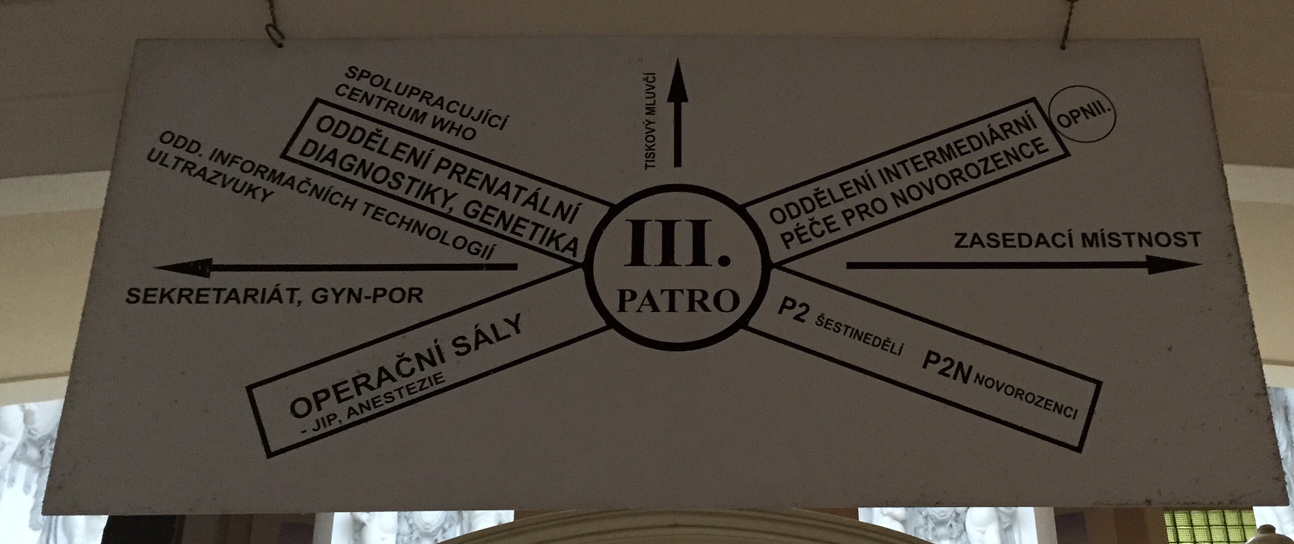 SPOLUPRACUJÍCÍ
CENTRUM WHO
ODDĚLENÍ PRENATÁLNÍ
DIAGNOSTIKY, GENETIKA
ODD. INFORMAČNÍCH TECHNOLOGIÍ
ULTRAZVUKY
TISKOVÝ MLUVČÍ
OPNII.
ODDĚLENÍ INTERMEDIÁRNÍ
PÉČE PRO NOVOROZENCE
III.
PATRO
SEKRETARIÁT, GYN-POR
ZASEDACÍ MÍSTNOST
OPERAČNÍ SÁLY
- JIP, ANESTEZIE
P2 ŠESTINEDĚLÍ P2N NOVOROZENCI